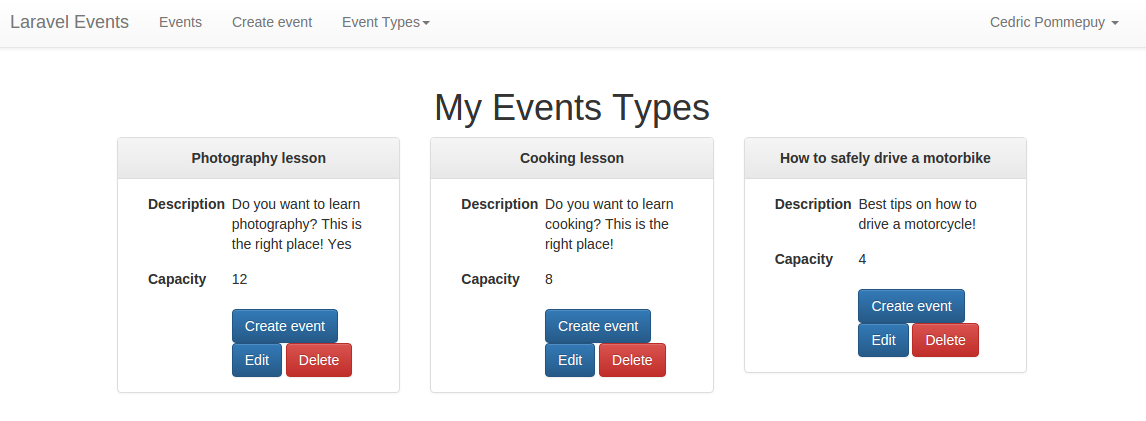 Laravel Events Events Create event Event Types Cedric Pommepuy
My Events Types
Photography lesson
Description Do you want to learn
photography? This is
the right place! Yes
Capacity 12
Create event
Edit Delete
Cooking lesson
Description Do you want to learn
cooking? This is the
right place!
Capacity 8
Create event
Edit Delete
How to safely drive a motorbike
Description Best tips on how to
drive a motorcycle!
Capacity 4
Create event
Edit Delete